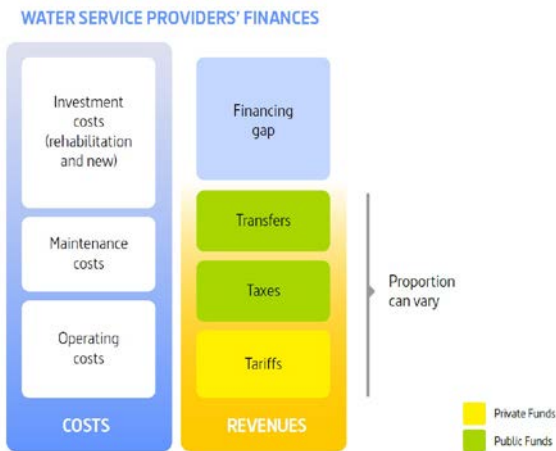 WATER SERVICE PROVIDERS' FINANCES
Investment
costs
(rehabilitation
and new)
Maintenance
costs
Operating
costs
COSTS
Financing
gap
Transfers
Taxes
Tariffs
REVENUES
Proportion
can vary
Private Funds
Public Funds